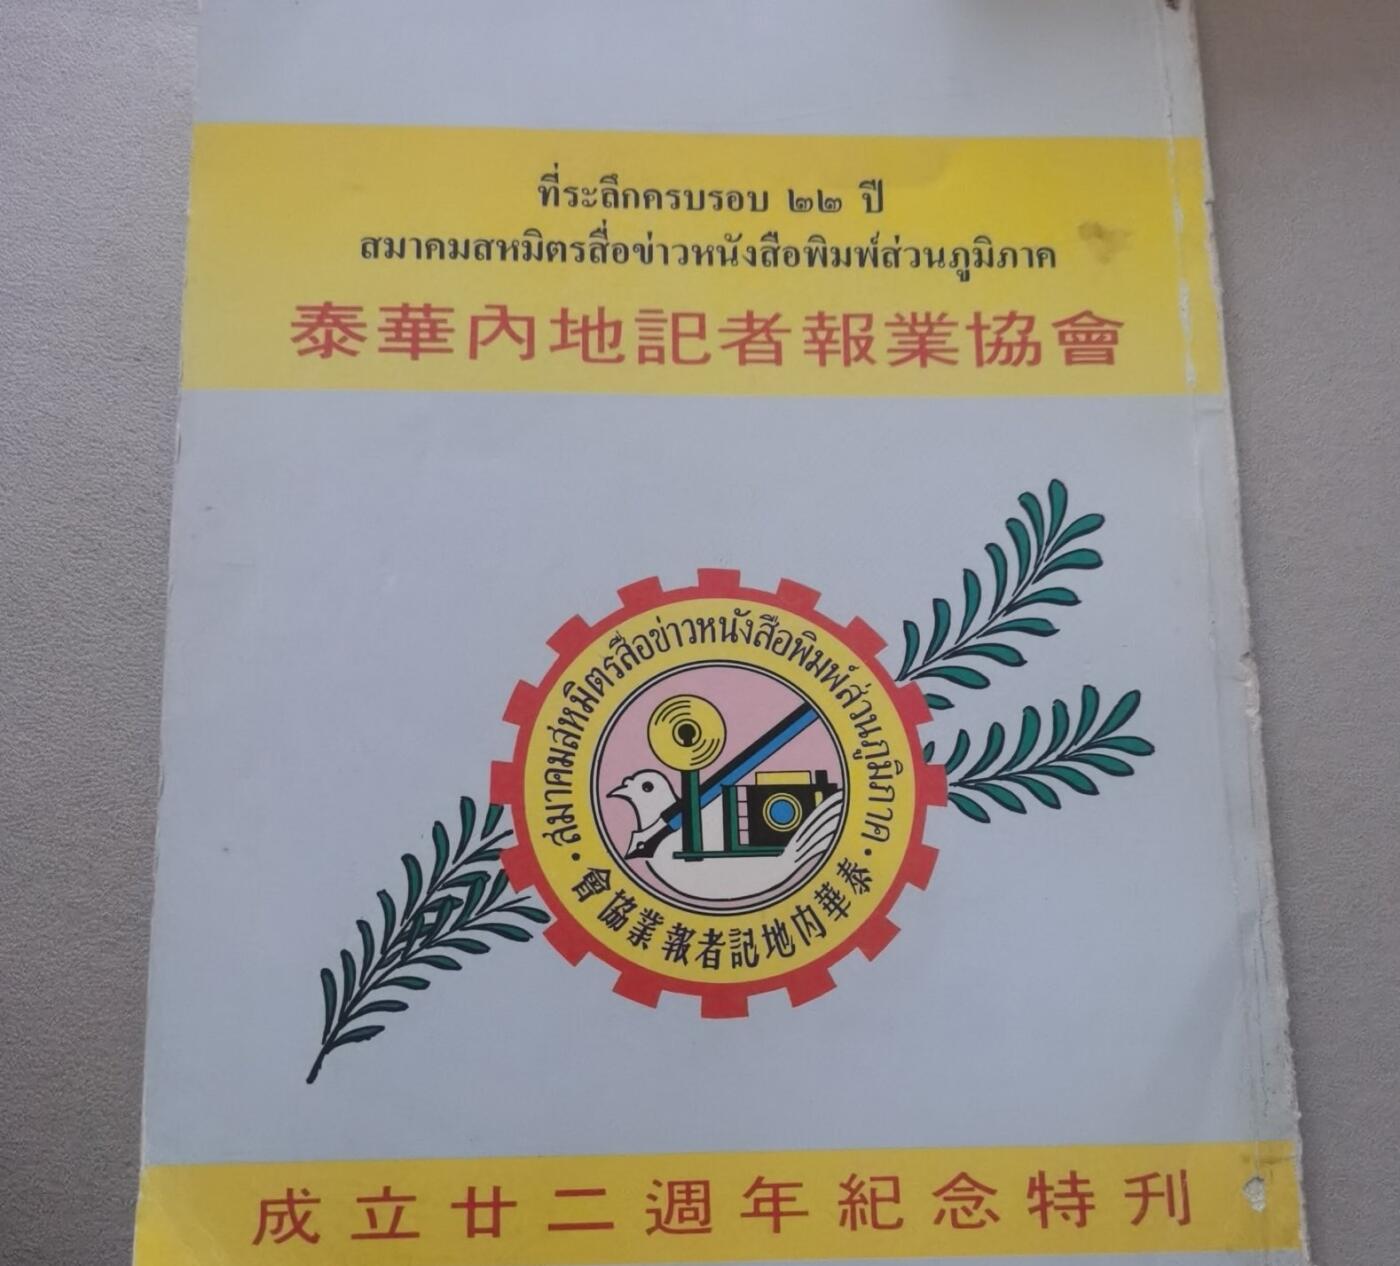 ที่ระลึกครบรอบ ๒๒ ปี
สมาคมสหมิตรสื่อข่าวหนังสือพิมพ์ส่วนภูมิภาค
泰華內地記者報業協會
สมาคมสหมิตรสื่อข่าวหนังสือพิมพ์ส่วนภูมิภาค
泰華內地記者報業協會
成立廿二週年紀念特刋